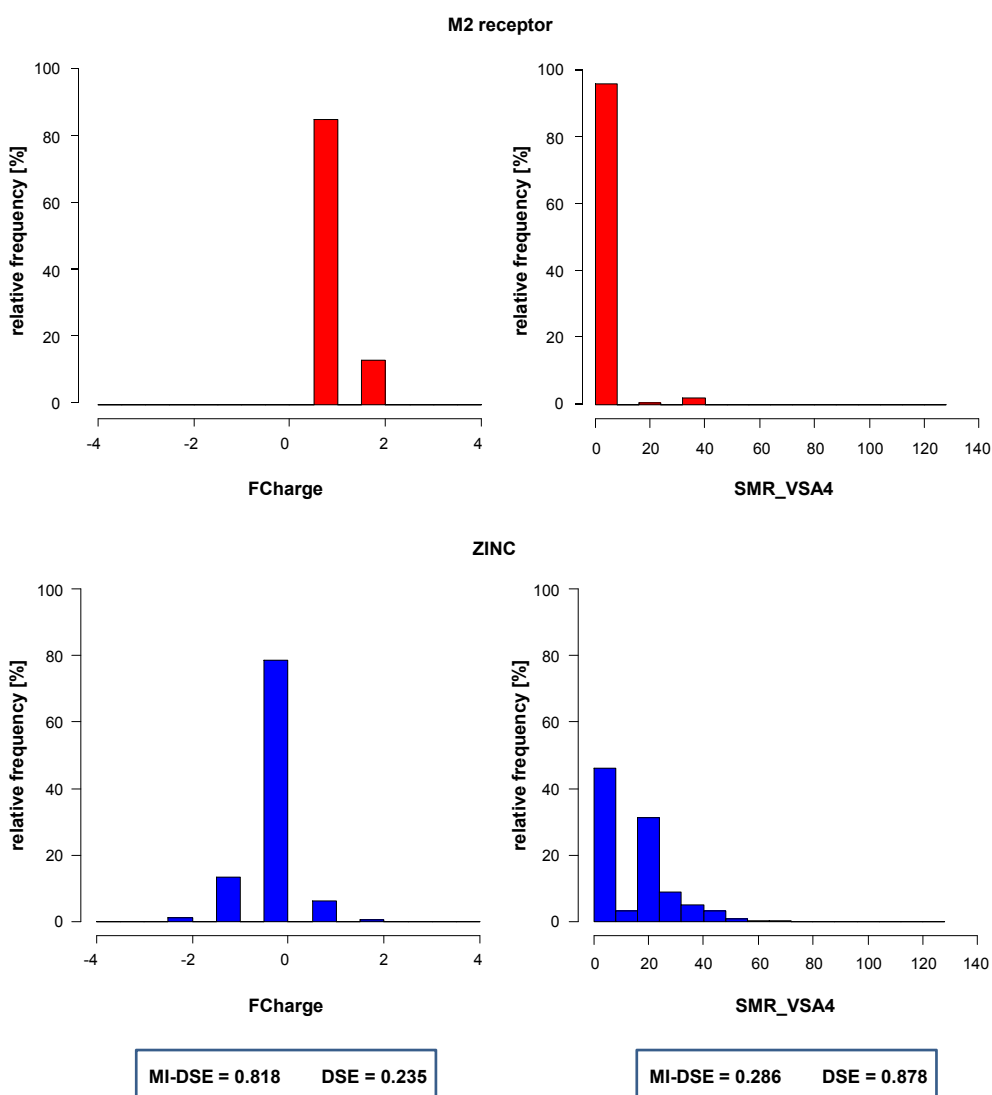 M2 receptor
relative frequency [%]
100
80
60
40
20
0
-4 -2 0 2 4
FCharge
relative frequency [%]
100
80
60
40
20
0
0 20 40 60 80 100 120 140
SMR_VSA4
ZINC
relative frequency [%]
100
80
60
40
20
0
-4 -2 0 2 4
FCharge
relative frequency [%]
100
80
60
40
20
0
0 20 40 60 80 100 120 140
SMR_VSA4
MI-DSE = 0.818 DSE = 0.235
MI-DSE = 0.286 DSE = 0.878